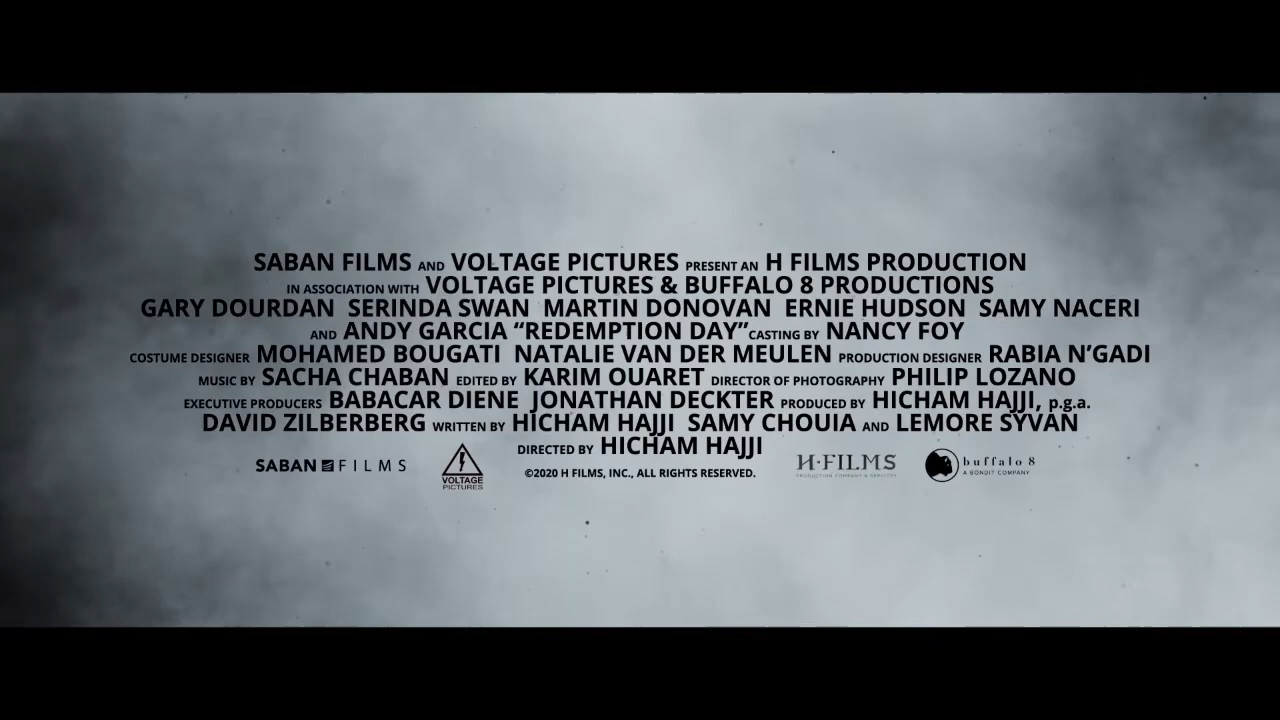 SABAN FILMS AND VOLTAGE PICTURES PRESENT AN H FILMS PRODUCTION
IN ASSOCIATION WITH VOLTAGE PICTURES & BUFFALO 8 PRODUCTIONS
GARY DOURDAN SERINDA SWAN MARTIN DONOVAN ERNIE HUDSON SAMY NACERI
AND ANDY GARCIA “REDEMPTION DAY” CASTING BY NANCY FOY
COSTUME DESIGNER MOHAMED BOUGATI NATALIE VAN DER MEULEN PRODUCTION DESIGNER RABIA N’GADI
MUSIC BY SACHA CHABAN EDITED BY KARIM OUARET DIRECTOR OF PHOTOGRAPHY PHILIP LOZANO
EXECUTIVE PRODUCERS BABACAR DIENE JONATHAN DECKTER PRODUCED BY HICHAM HAJJI, p.g.a.
DAVID ZILBERBERG WRITTEN BY HICHAM HAJJI SAMY CHOUIA AND LEMORE SYVAN
DIRECTED BY HICHAM HAJJI
SABAN FILMS
VOLTAGE
PICTURES
©2020 H FILMS, INC., ALL RIGHTS RESERVED.
H·FILMS
PRODUCTION COMPANY & SERVICES
buffalo 8
A BONDIT COMPANY